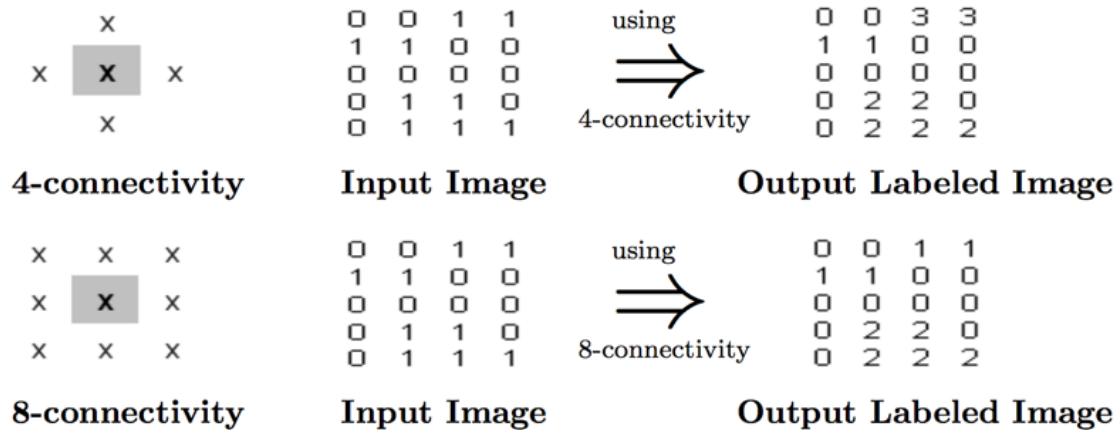 x
x x x
x
4-connectivity
0 0 1 1
1 1 0 0
0 0 0 0
0 1 1 0
0 1 1 1
Input Image
using
4-connectivity
0 0 3 3
1 1 0 0
0 0 0 0
0 2 2 0
0 2 2 2
Output Labeled Image
x x x
x x x
x x x
8-connectivity
0 0 1 1
1 1 0 0
0 0 0 0
0 1 1 0
0 1 1 1
Input Image
using
8-connectivity
0 0 1 1
1 1 0 0
0 0 0 0
0 2 2 0
0 2 2 2
Output Labeled Image